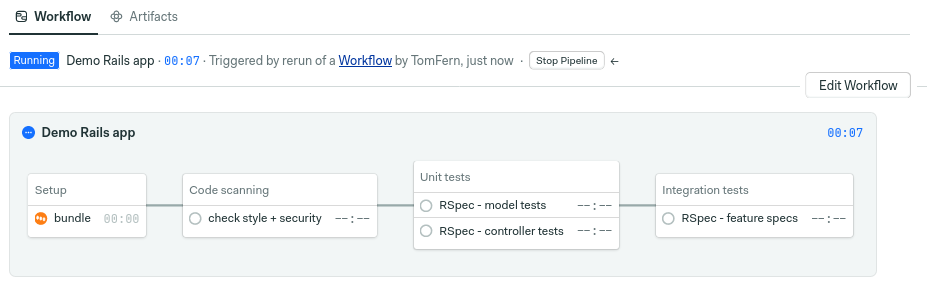 Workflow Artifacts
Running Demo Rails app · 00:07 · Triggered by rerun of a Workflow by TomFern, just now · Stop Pipeline ←
Edit Workflow
Demo Rails app 00:07
Setup
bundle 00:00
Code scanning
check style + security --:--
Unit tests
RSpec - model tests --:--
RSpec - controller tests --:--
Integration tests
RSpec - feature specs --:--